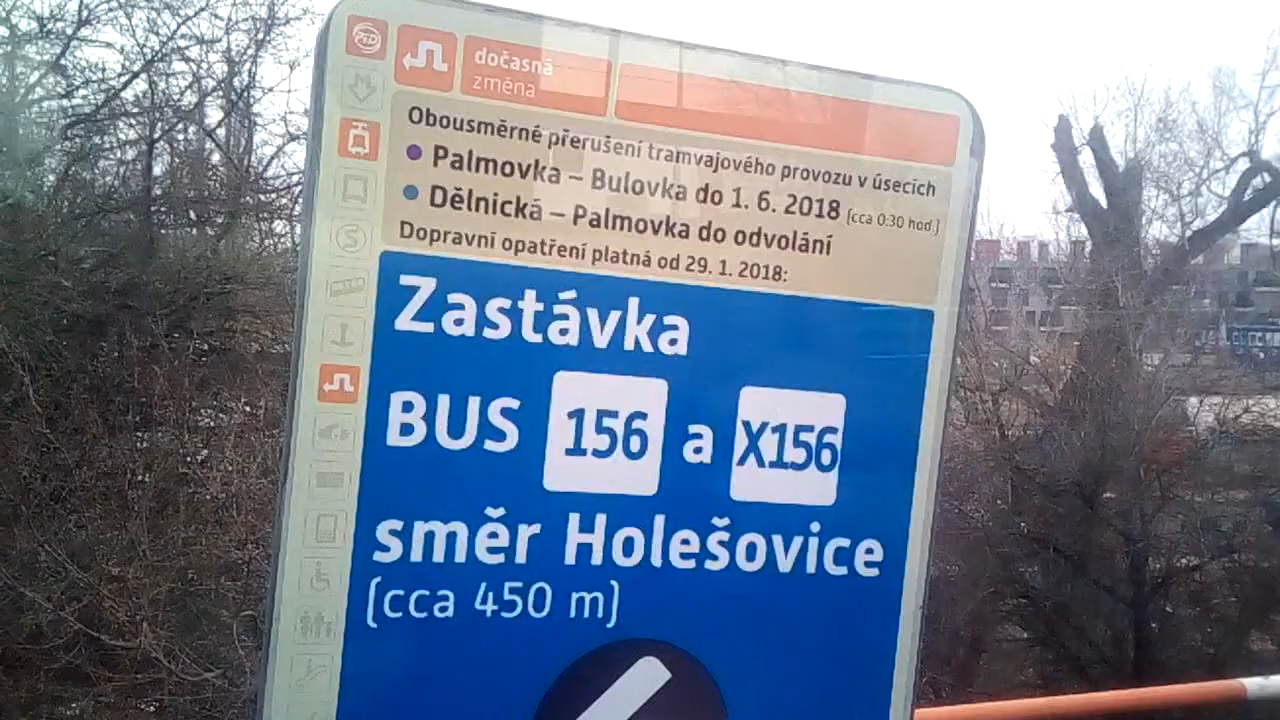 PID
dočasná
změna
Obousměrné přerušení tramvajového provozu v úsecích
• Palmovka – Bulovka do 1. 6. 2018 (cca 0:30 hod.)
• Dělnická – Palmovka do odvolání
Dopravní opatření platná od 29. 1. 2018:
Zastávka
BUS 156 a X156
směr Holešovice
(cca 450 m)